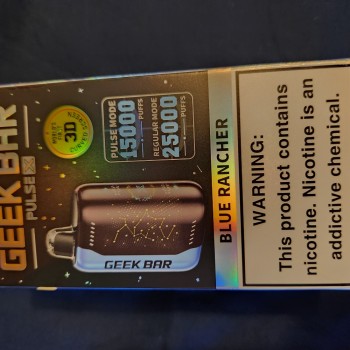 GEEK BAR
PULSE X
3D
PULSE MODE
15000
PUFFS
REGULAR MODE
25000
PUFFS
GEEK BAR
BLUE RANCHER
WARNING:
This product contains
nicotine. Nicotine is an
addictive chemical.